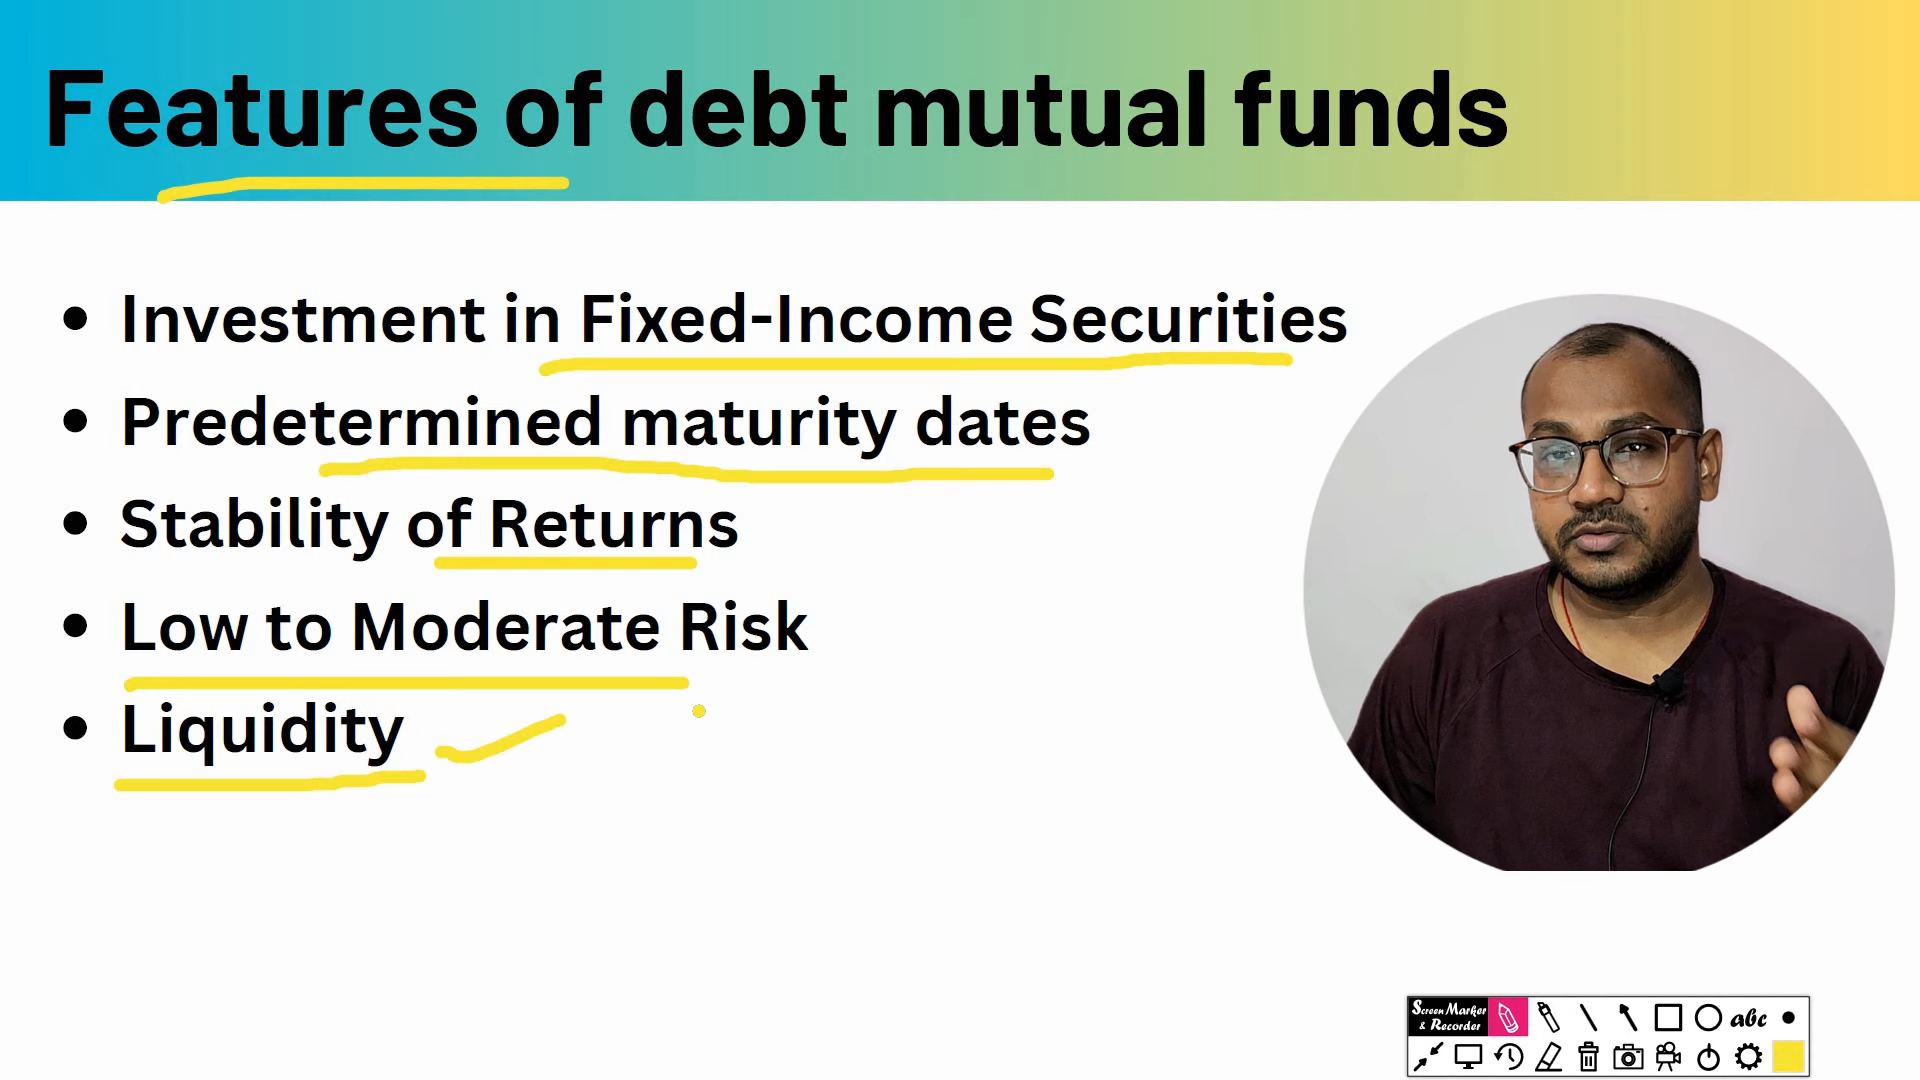 Features of debt mutual funds
• Investment in Fixed-Income Securities
• Predetermined maturity dates
• Stability of Returns
• Low to Moderate Risk
• Liquidity
Screen Marker
& Recorder
abc